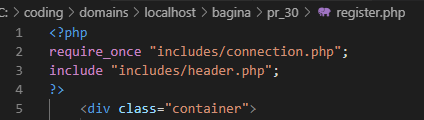 C: > coding > domains > localhost > bagina > pr_30 > register.php
1 <?php
2 require_once "includes/connection.php";
3 include "includes/header.php";
4 ?>
5 <div class="container">